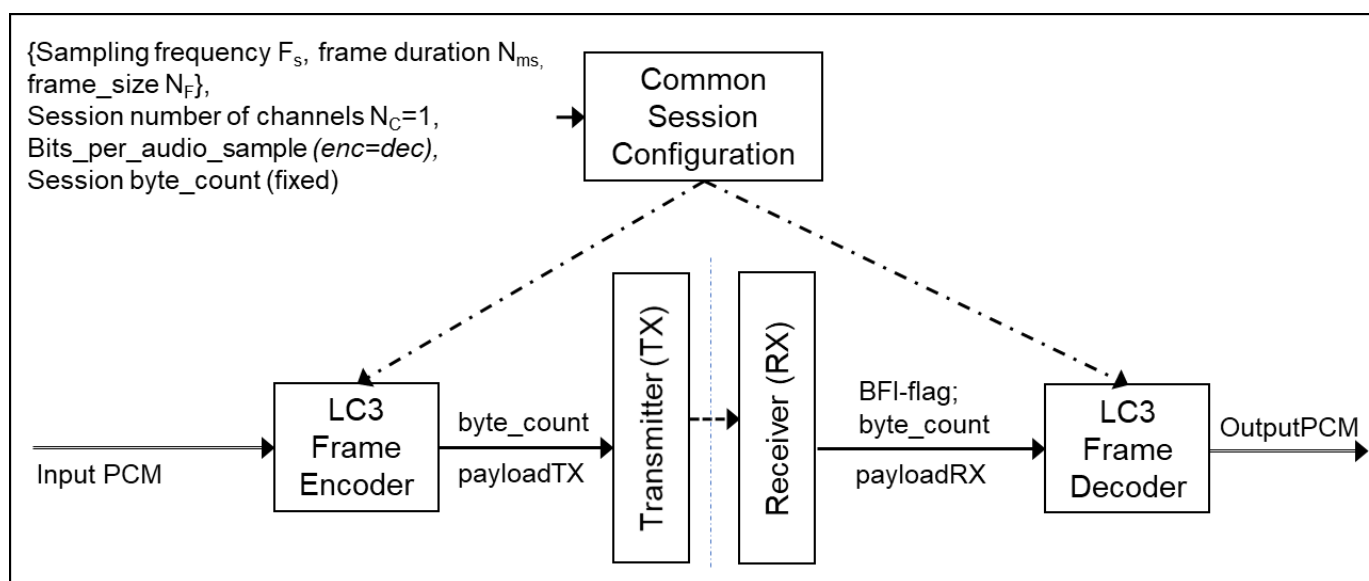 {Sampling frequency Fs, frame duration Nms,
frame_size NF},
Session number of channels NC=1,
Bits_per_audio_sample (enc=dec),
Session byte_count (fixed)
Common
Session
Configuration
Input PCM
LC3
Frame
Encoder
byte_count
payloadTX
Transmitter (TX)
Receiver (RX)
BFI-flag;
byte_count
payloadRX
LC3
Frame
Decoder
OutputPCM